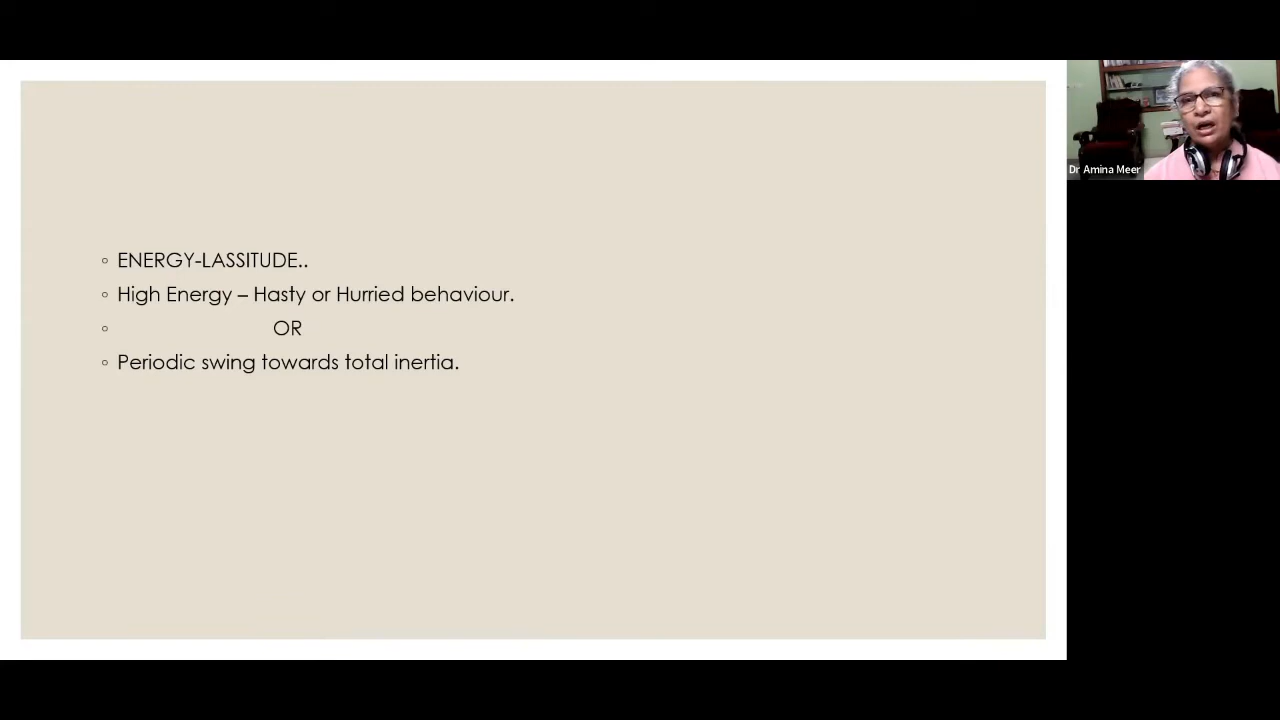 ENERGY-LASSITUDE..
High Energy – Hasty or Hurried behaviour.
OR
Periodic swing towards total inertia.
Dr Amina Meer